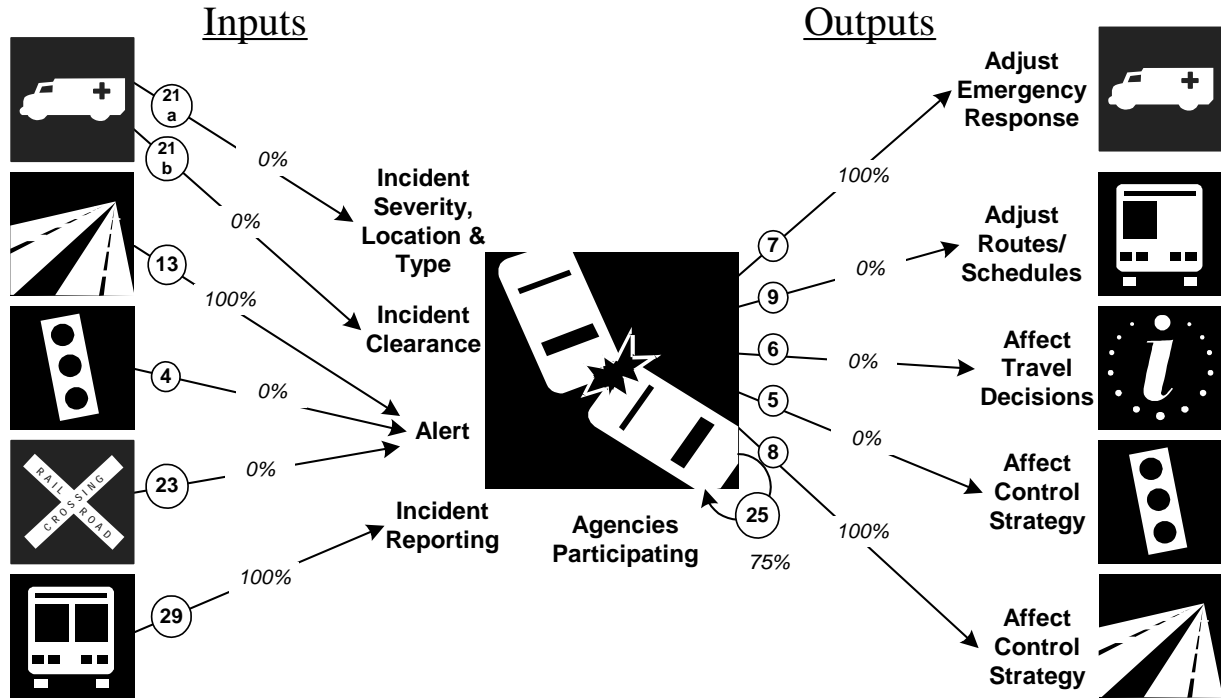 Inputs
Outputs
21
a
21
b
13
4
23
29
0%
0%
100%
0%
0%
100%
Incident
Severity,
Location &
Type
Incident
Clearance
Alert
Incident
Reporting
RAIL
ROAD
CROSSING
Agencies
Participating
25
75%
7
9
6
5
8
100%
0%
0%
0%
100%
Adjust
Emergency
Response
Adjust
Routes/
Schedules
Affect
Travel
Decisions
i
Affect
Control
Strategy
Affect
Control
Strategy